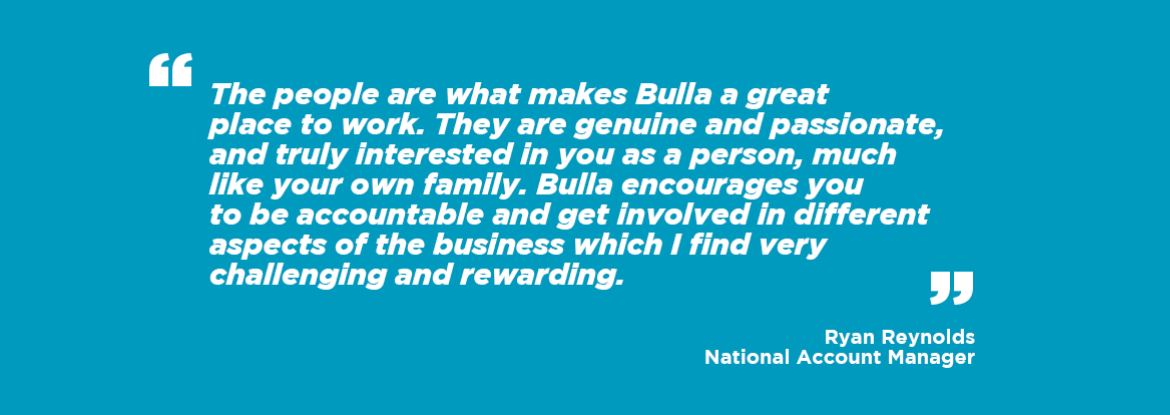 “
The people are what makes Bulla a great
place to work. They are genuine and passionate,
and truly interested in you as a person, much
like your own family. Bulla encourages you
to be accountable and get involved in different
aspects of the business which I find very
challenging and rewarding.
”
Ryan Reynolds
National Account Manager